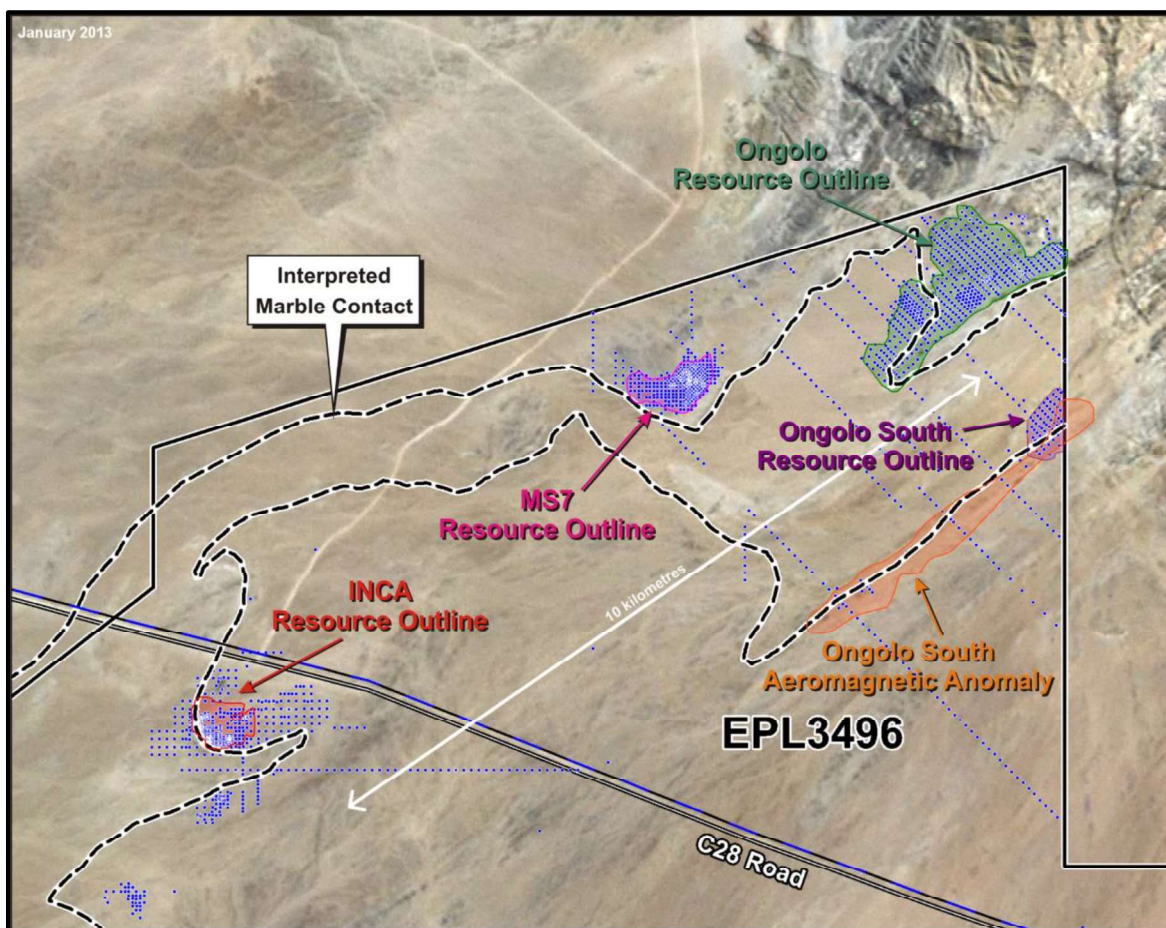 January 2013
Ongolo
Resource Outline
Interpreted
Marble Contact
Ongolo South
Resource Outline
MS7
Resource Outline
INCA
Resource Outline
10 kilometres
Ongolo South
Aeromagnetic Anomaly
EPL3496
C28 Road